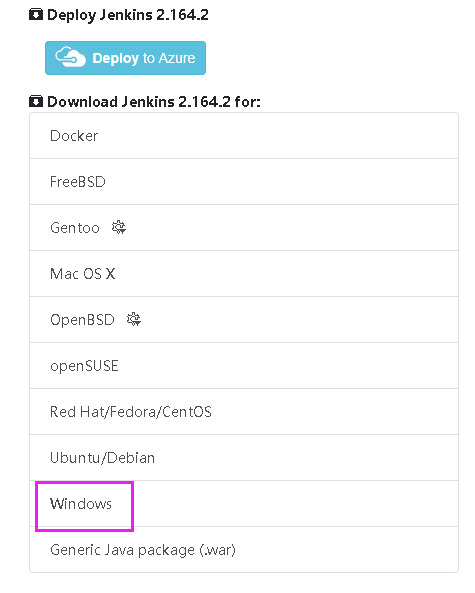 Deploy Jenkins 2.164.2
Deploy to Azure
Download Jenkins 2.164.2 for:
Docker
FreeBSD
Gentoo
Mac OS X
OpenBSD
openSUSE
Red Hat/Fedora/CentOS
Ubuntu/Debian
Windows
Generic Java package (.war)